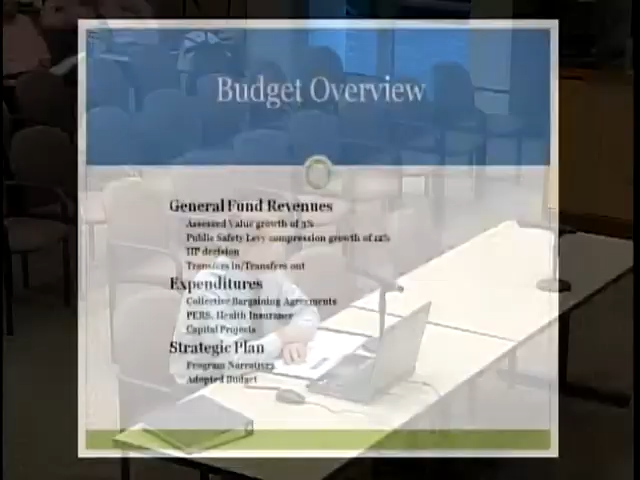 Budget Overview
General Fund Revenues
Assessed Value growth of 3%
Public Safety Levy compression growth of 12%
HP decision
Transfers in/Transfers out
Expenditures
Collective Bargaining Agreements
PERS, Health Insurance
Capital Projects
Strategic Plan
Program Narratives
Adopted Budget